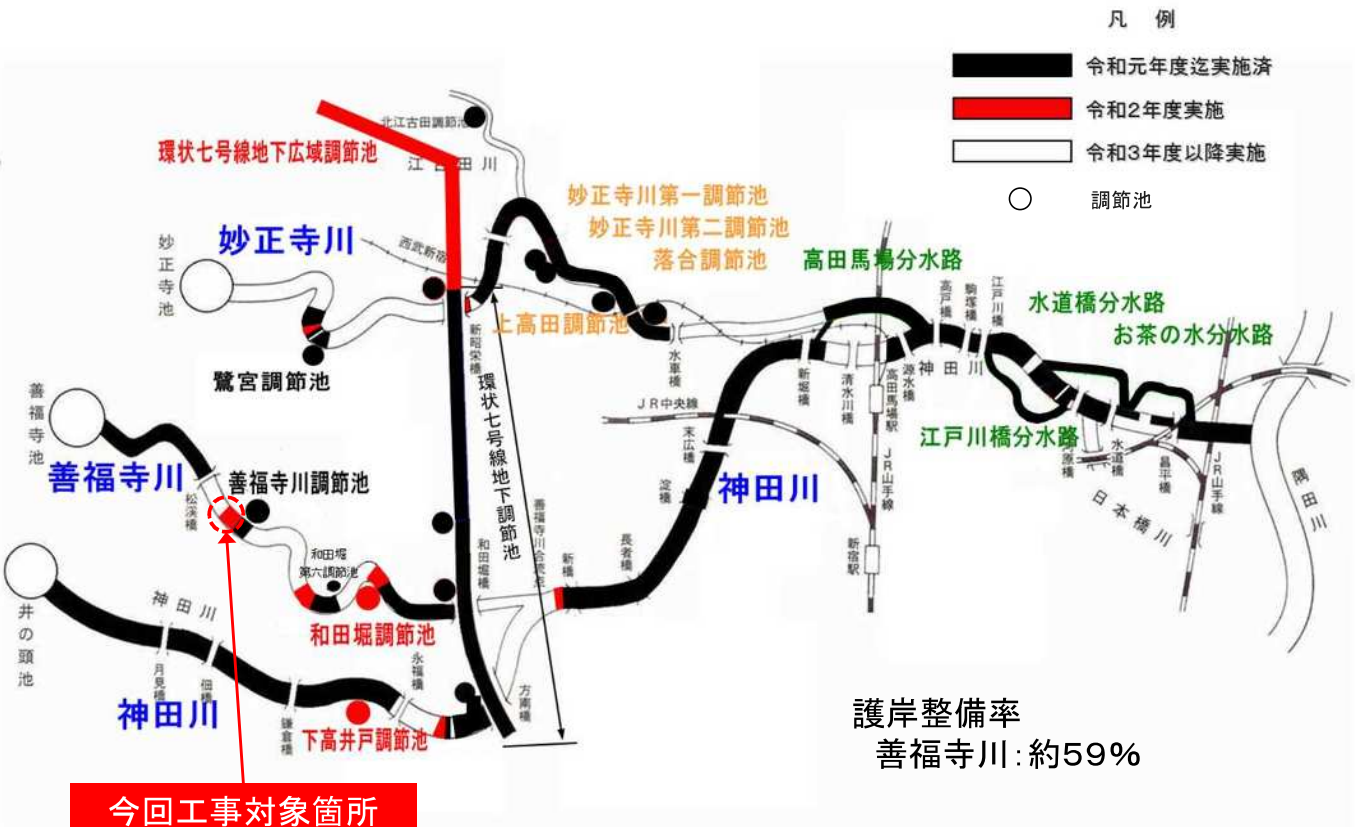 凡 例
令和元年度迄実施済
令和2年度実施
令和3年度以降実施
調節池
北江古田調節池
環状七号線地下広域調節池
江古田川
妙正寺川第一調節池
妙正寺川第二調節池
落合調節池
妙正寺川
妙正寺池
西武新宿
高田馬場分水路
高戸橋
駒塚橋
江戸川橋
水道橋分水路
お茶の水分水路
上高田調節池
新昭栄橋
水車橋
鷺宮調節池
環状七号線地下調節池
新堀橋
清水川橋
高田馬場駅
源水橋
神田川
JR中央線
末広橋
淀橋
江戸川橋分水路
水道橋
昌平橋
JR山手線
日本橋川
隅田川
JR山手線
新宿駅
善福寺池
善福寺川
松渓橋
善福寺川調節池
神田川
和田堀
第六調節池
和田堀橋
善福寺川合流点
新橋
長者橋
和田堀調節池
井の頭池
神田川
月見橋
佃橋
神田川
鎌倉橋
永福橋
下高井戸調節池
方南橋
護岸整備率
善福寺川:約59%
今回工事対象箇所